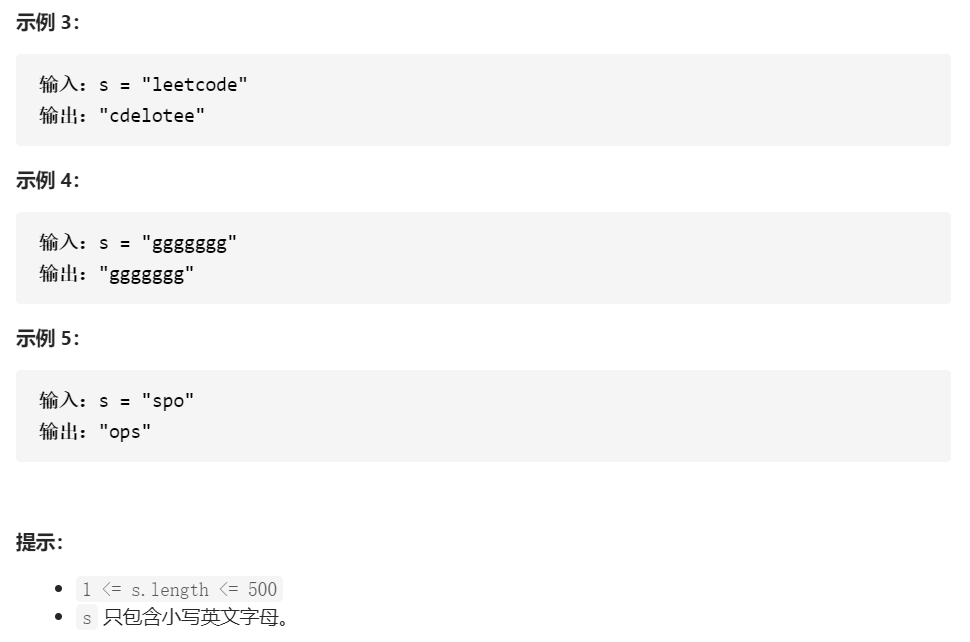 示例 3：
输入：s = "leetcode"
输出："cdelotee"
示例 4：
输入：s = "ggggggg"
输出："ggggggg"
示例 5：
输入：s = "spo"
输出："ops"
提示：
1 <= s.length <= 500
s 只包含小写英文字母。